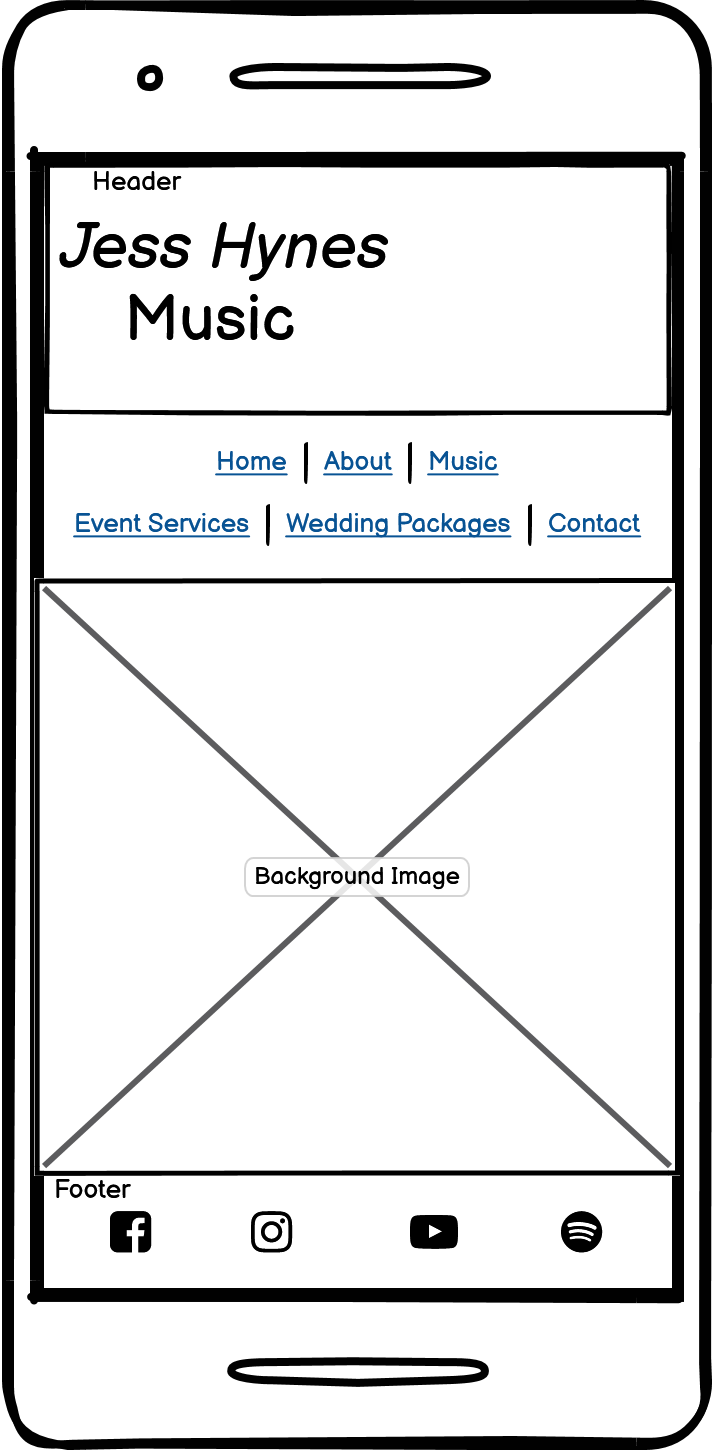 Header
Jess Hynes
Music
Home | About | Music
Event Services | Wedding Packages | Contact
Background Image
Footer